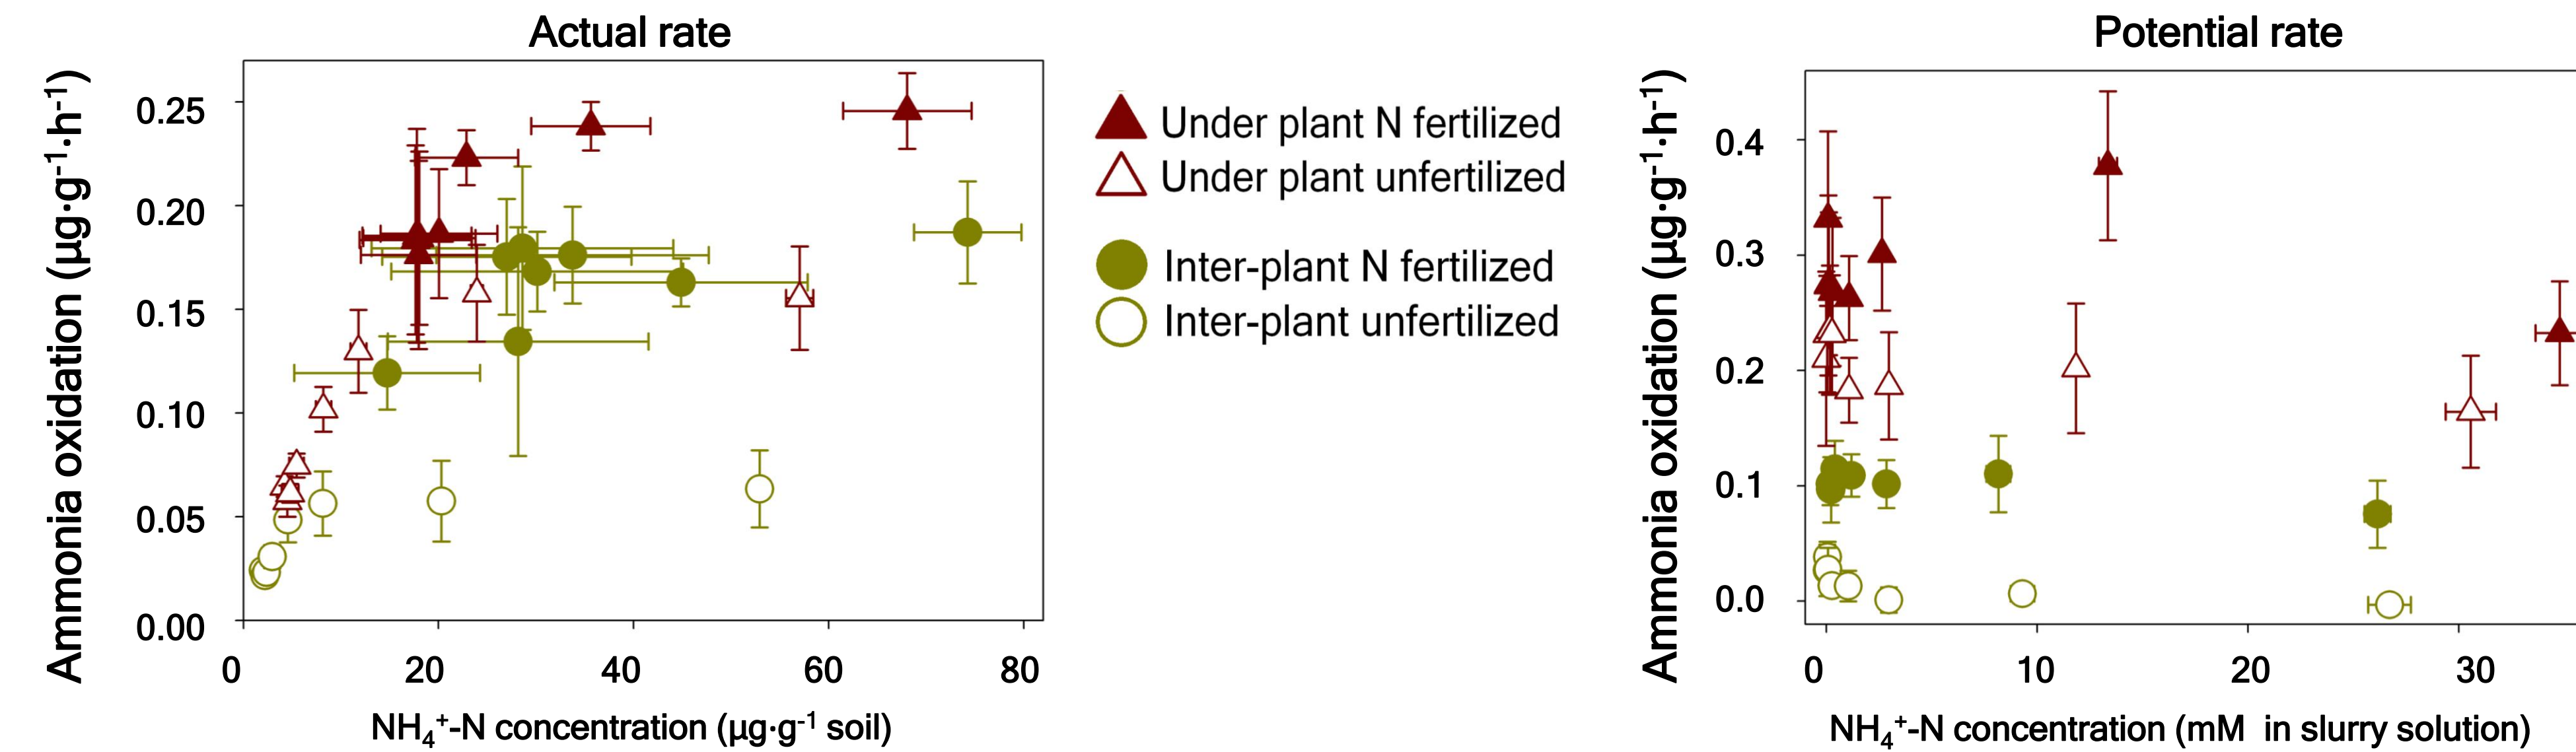 Actual rate
Ammonia oxidation (µg·g⁻¹·h⁻¹)
0.25
0.20
0.15
0.10
0.05
0.00
0 20 40 60 80
NH₄⁺-N concentration (µg·g⁻¹ soil)
Under plant N fertilized
Under plant unfertilized
Inter-plant N fertilized
Inter-plant unfertilized
Potential rate
Ammonia oxidation (µg·g⁻¹·h⁻¹)
0.4
0.3
0.2
0.1
0.0
0 10 20 30
NH₄⁺-N concentration (mM in slurry solution)